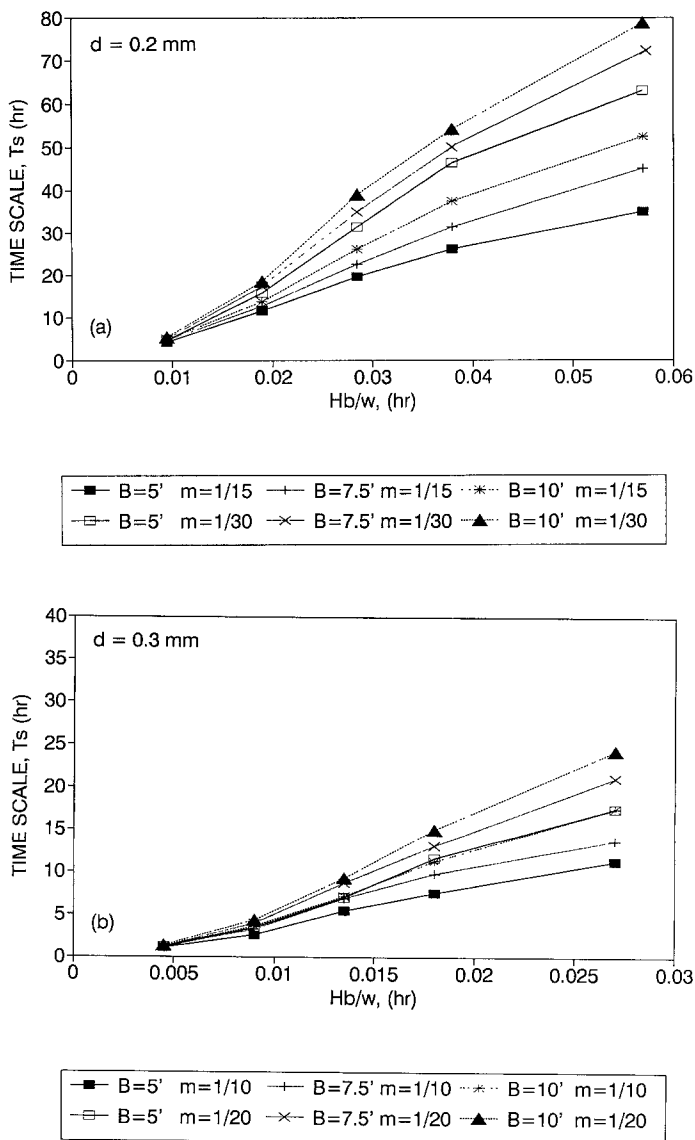 80
70
60
50
40
30
20
10
0
TIME SCALE, Ts (hr)
d = 0.2 mm
(a)
0 0.01 0.02 0.03 0.04 0.05 0.06
Hb/w, (hr)
B=5' m=1/15 B=7.5' m=1/15 B=10' m=1/15
B=5' m=1/30 B=7.5' m=1/30 B=10' m=1/30
40
35
30
25
20
15
10
5
0
TIME SCALE, Ts (hr)
d = 0.3 mm
(b)
0 0.005 0.01 0.015 0.02 0.025 0.03
Hb/w, (hr)
B=5' m=1/10 B=7.5' m=1/10 B=10' m=1/10
B=5' m=1/20 B=7.5' m=1/20 B=10' m=1/20